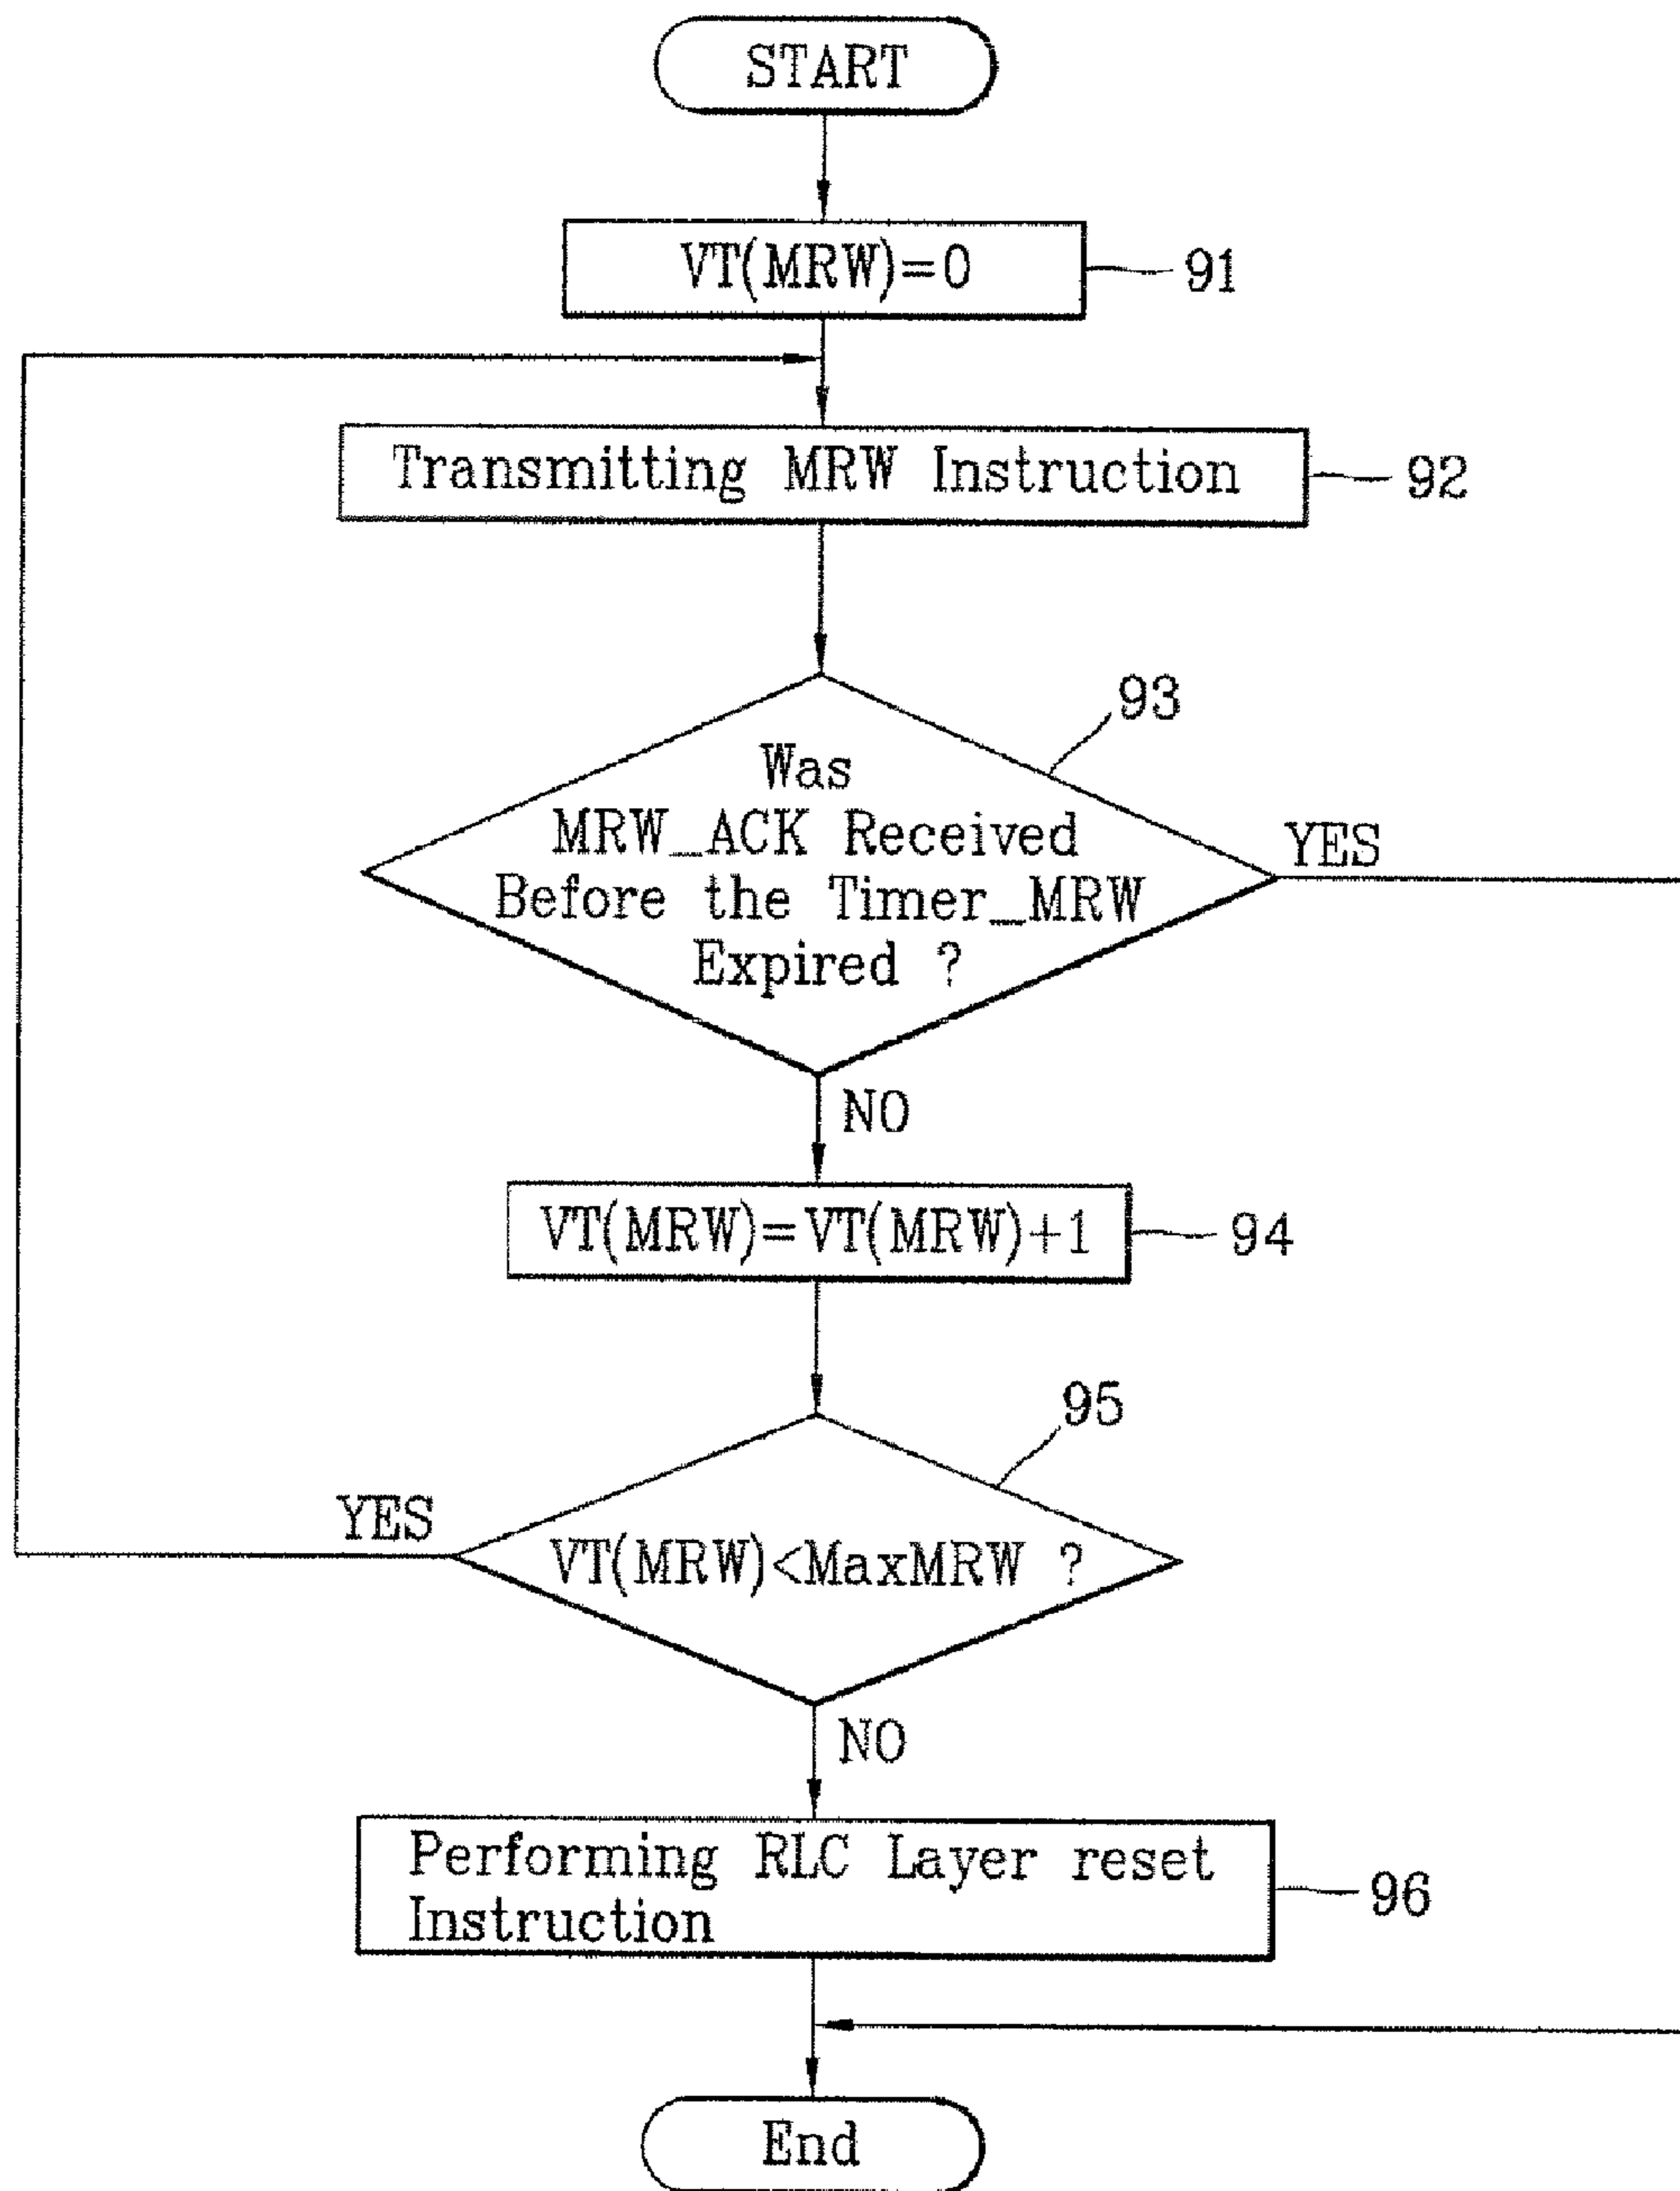 START
VT(MRW)=0
91
Transmitting MRW Instruction
92
93
Was
MRW_ACK Received
Before the Timer_MRW
Expired ?
YES
NO
VT(MRW)=VT(MRW)+1
94
95
YES
VT(MRW)<MaxMRW ?
NO
Performing RLC Layer reset
Instruction
96
End